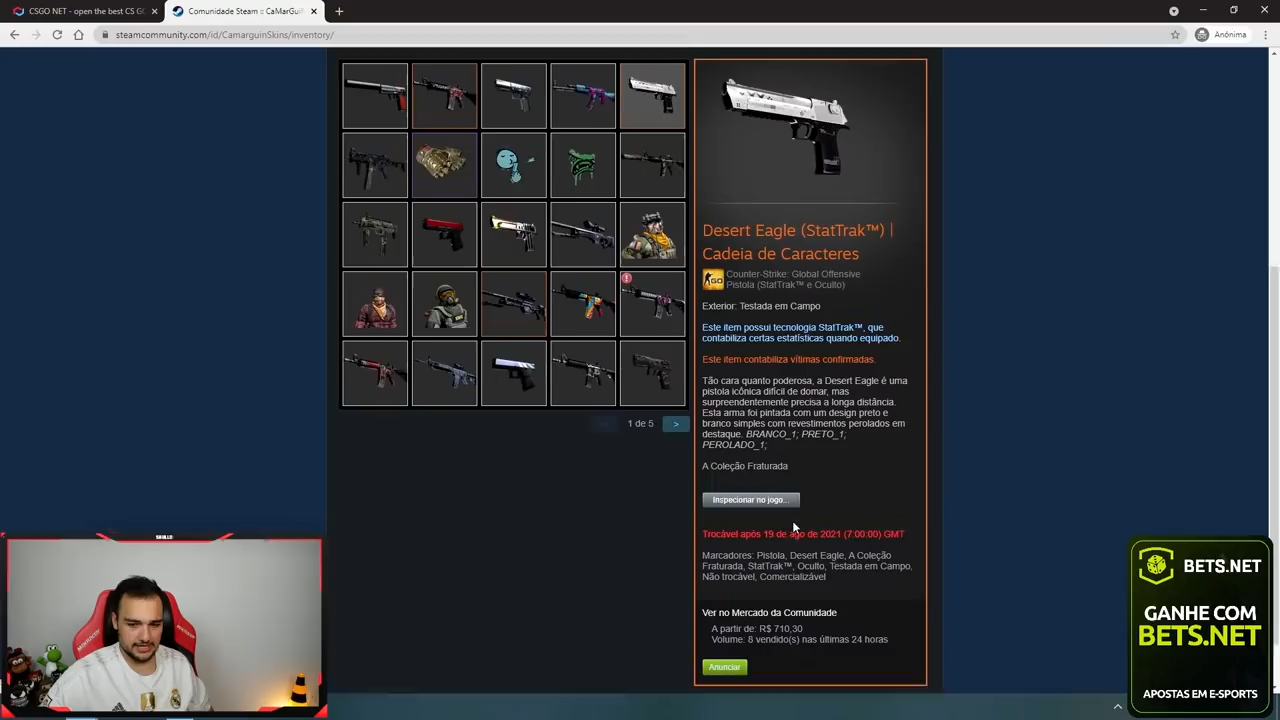 CSGO NET - open the best CS GO
Comunidade Steam :: CaMarGui
steamcommunity.com/id/CamarguinSkins/inventory/
Anónima
Desert Eagle (StatTrak™) |
Cadeia de Caracteres
Counter-Strike: Global Offensive
Pistola (StatTrak™ e Oculto)
Exterior: Testada em Campo
Este item possui tecnologia StatTrak™, que
contabiliza certas estatísticas quando equipado.
Este item contabiliza vítimas confirmadas.
Tão cara quanto poderosa, a Desert Eagle é uma
pistola icônica difícil de domar, mas
surpreendentemente precisa a longa distância.
Esta arma foi pintada com um design preto e
branco simples com revestimentos perolados em
destaque. BRANCO_1; PRETO_1;
PEROLADO_1;
A Coleção Fraturada
1 de 5
>
Inspecionar no jogo...
Trocável após 19 de ago de 2021 (7:00:00) GMT
Marcadores: Pistola, Desert Eagle, A Coleção
Fraturada, StatTrak™, Oculto, Testada em Campo,
Não trocável, Comercializável
Ver no Mercado da Comunidade
A partir de: R$ 710,30
Volume: 8 vendido(s) nas últimas 24 horas
Anunciar
BETS.NET
GANHE COM
BETS.NET
APOSTAS EM E-SPORTS